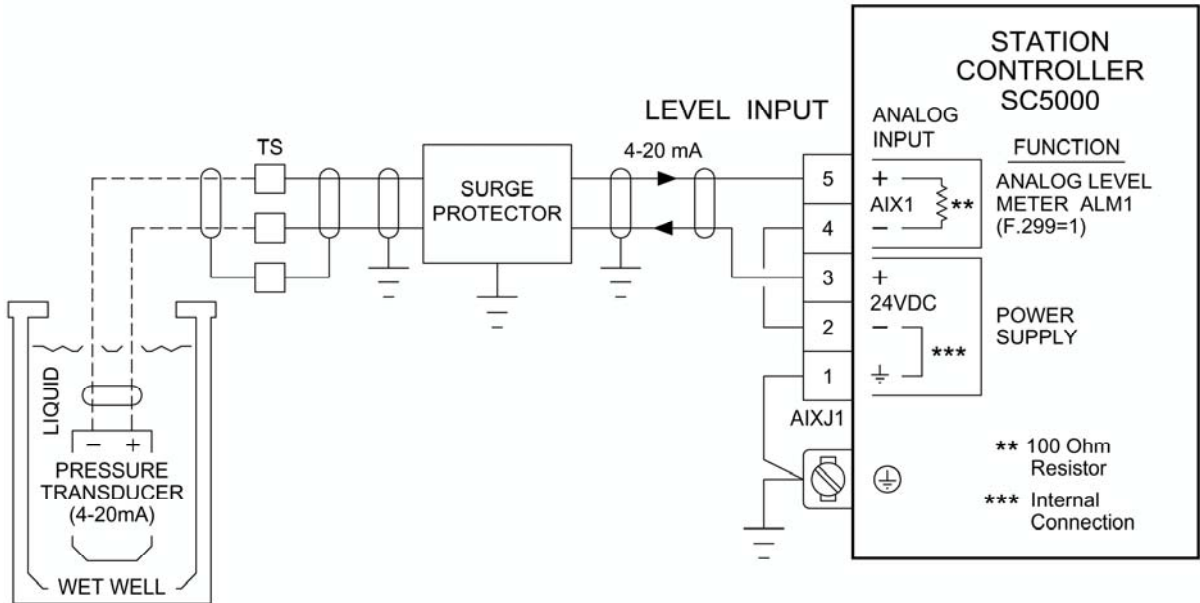 STATION
CONTROLLER
SC5000
LEVEL INPUT
ANALOG
INPUT
FUNCTION
TS
4-20 mA
SURGE
PROTECTOR
5
+
AIX1
**
ANALOG LEVEL
METER ALM1
(F.299=1)
4
−
3
+
24VDC
POWER
SUPPLY
2
−
***
1
AIXJ1
LIQUID
− +
PRESSURE
TRANSDUCER
(4-20mA)
WET WELL
** 100 Ohm
Resistor
*** Internal
Connection